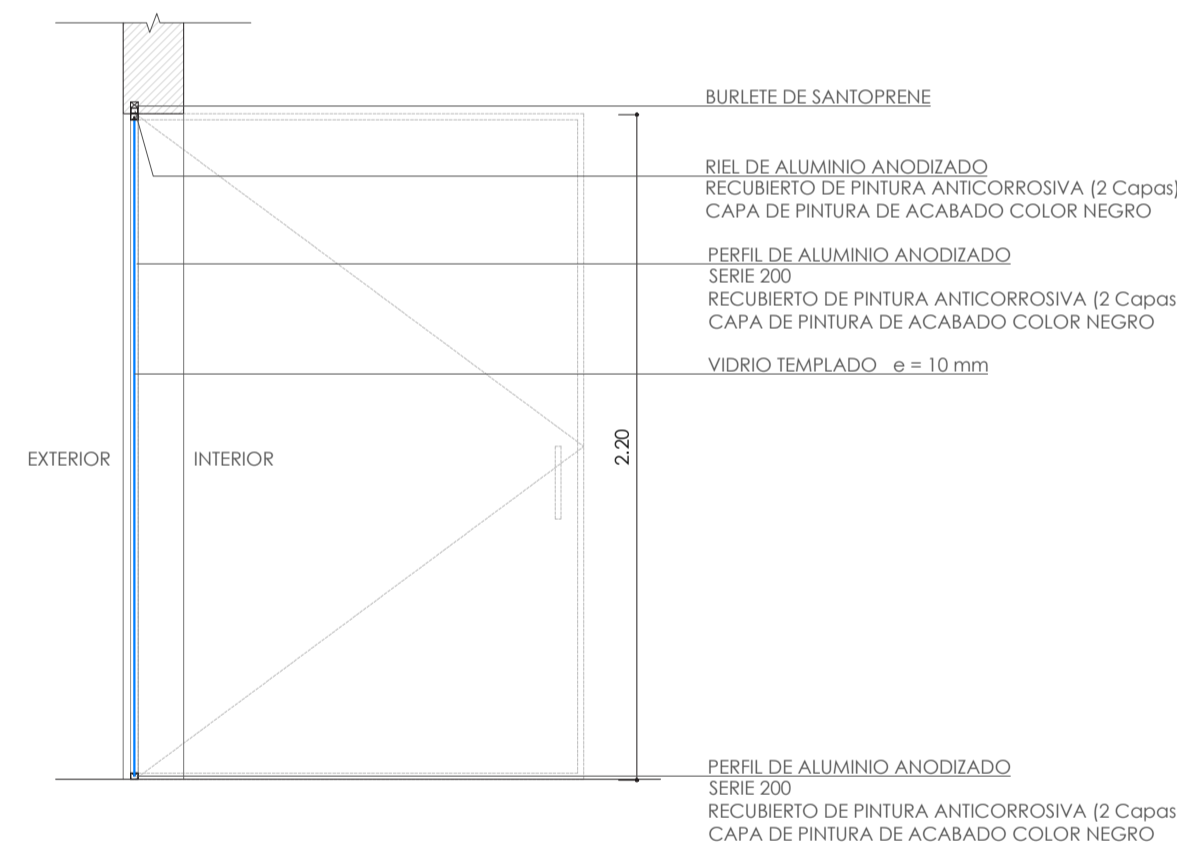 BURLETE DE SANTOPRENE
RIEL DE ALUMINIO ANODIZADO
RECUBIERTO DE PINTURA ANTICORROSIVA (2 Capas)
CAPA DE PINTURA DE ACABADO COLOR NEGRO
PERFIL DE ALUMINIO ANODIZADO
SERIE 200
RECUBIERTO DE PINTURA ANTICORROSIVA (2 Capas
CAPA DE PINTURA DE ACABADO COLOR NEGRO
VIDRIO TEMPLADO e = 10 mm
2.20
EXTERIOR
INTERIOR
PERFIL DE ALUMINIO ANODIZADO
SERIE 200
RECUBIERTO DE PINTURA ANTICORROSIVA (2 Capas
CAPA DE PINTURA DE ACABADO COLOR NEGRO